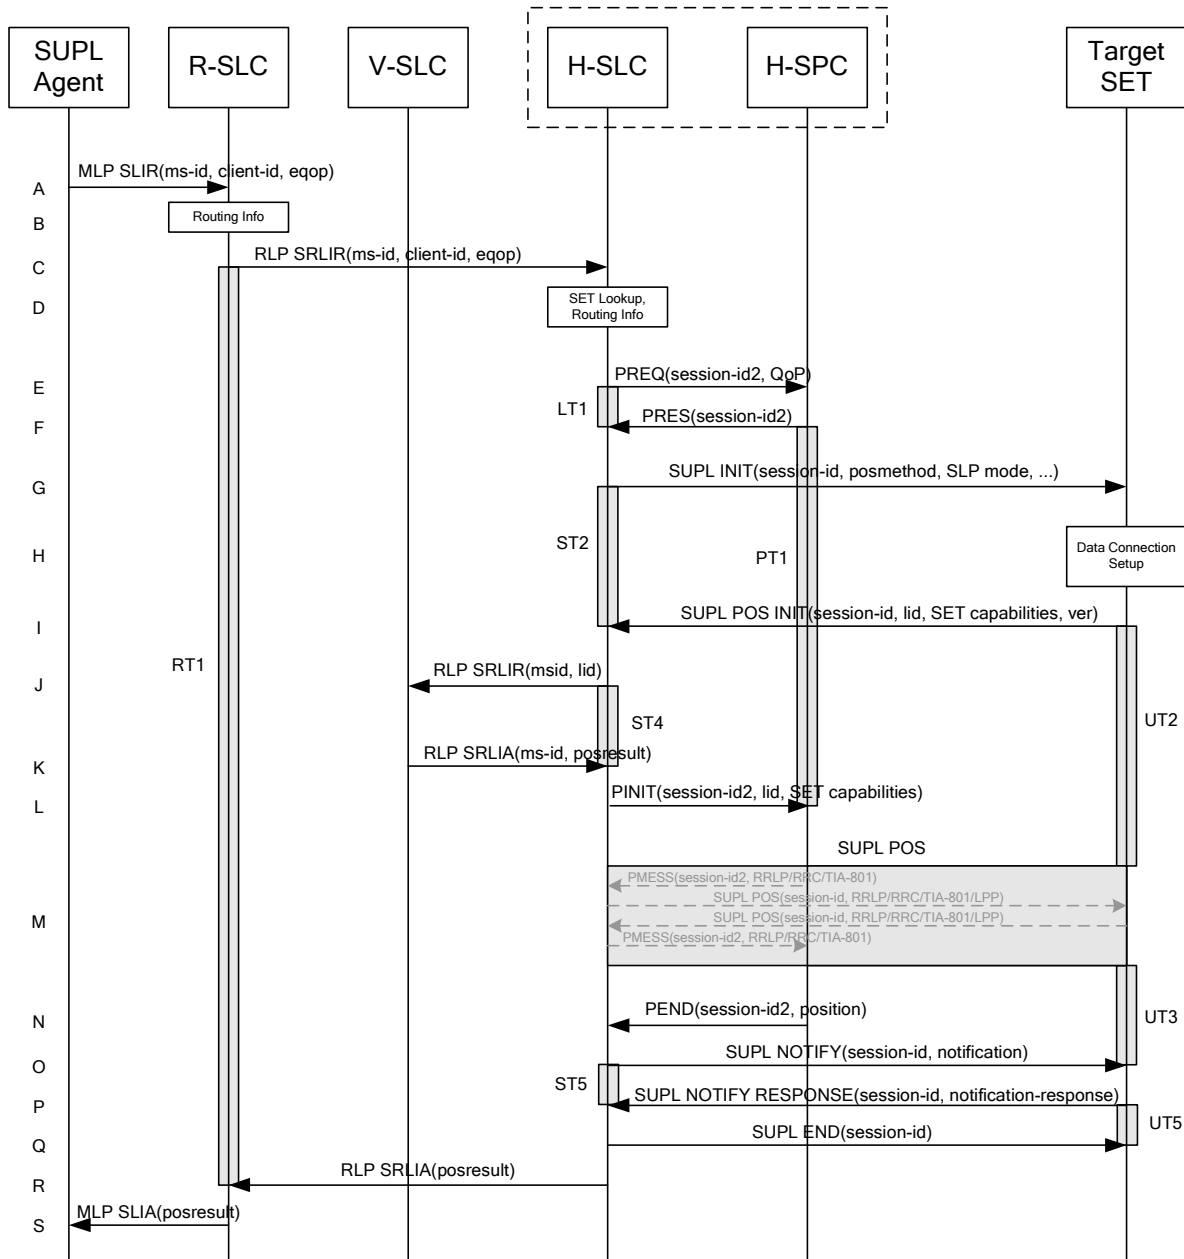 SUPL
Agent
R-SLC
V-SLC
H-SLC
H-SPC
Target
SET
MLP SLIR(ms-id, client-id, eqop)
A
Routing Info
B
RLP SRLIR(ms-id, client-id, eqop)
C
SET Lookup,
Routing Info
D
PREQ(session-id2, QoP)
E
LT1
PRES(session-id2)
F
SUPL INIT(session-id, posmethod, SLP mode, ...)
G
ST2
PT1
H
Data Connection
Setup
SUPL POS INIT(session-id, lid, SET capabilities, ver)
I
RT1
RLP SRLIR(msid, lid)
J
ST4
UT2
RLP SRLIA(ms-id, posresult)
K
PINIT(session-id2, lid, SET capabilities)
L
SUPL POS
PMESS(session-id2, RRLP/RRC/TIA-801)
SUPL POS(session-id, RRLP/RRC/TIA-801/LPP)
SUPL POS(session-id, RRLP/RRC/TIA-801/LPP)
M
PMESS(session-id2, RRLP/RRC/TIA-801)
PEND(session-id2, position)
N
UT3
SUPL NOTIFY(session-id, notification)
O
ST5
SUPL NOTIFY RESPONSE(session-id, notification-response)
P
UT5
SUPL END(session-id)
Q
RLP SRLIA(posresult)
R
MLP SLIA(posresult)
S